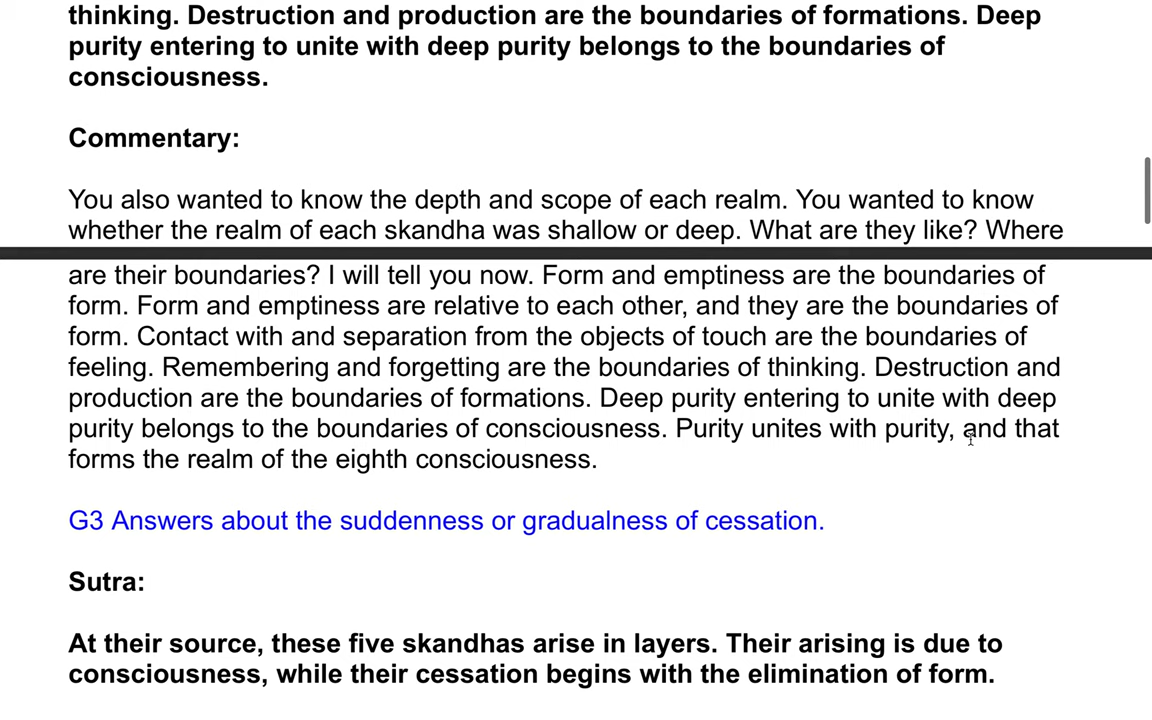 thinking. Destruction and production are the boundaries of formations. Deep
purity entering to unite with deep purity belongs to the boundaries of
consciousness.
Commentary:
You also wanted to know the depth and scope of each realm. You wanted to know
whether the realm of each skandha was shallow or deep. What are they like? Where
are their boundaries? I will tell you now. Form and emptiness are the boundaries of
form. Form and emptiness are relative to each other, and they are the boundaries of
form. Contact with and separation from the objects of touch are the boundaries of
feeling. Remembering and forgetting are the boundaries of thinking. Destruction and
production are the boundaries of formations. Deep purity entering to unite with deep
purity belongs to the boundaries of consciousness. Purity unites with purity, and that
forms the realm of the eighth consciousness.
G3 Answers about the suddenness or gradualness of cessation.
Sutra:
At their source, these five skandhas arise in layers. Their arising is due to
consciousness, while their cessation begins with the elimination of form.